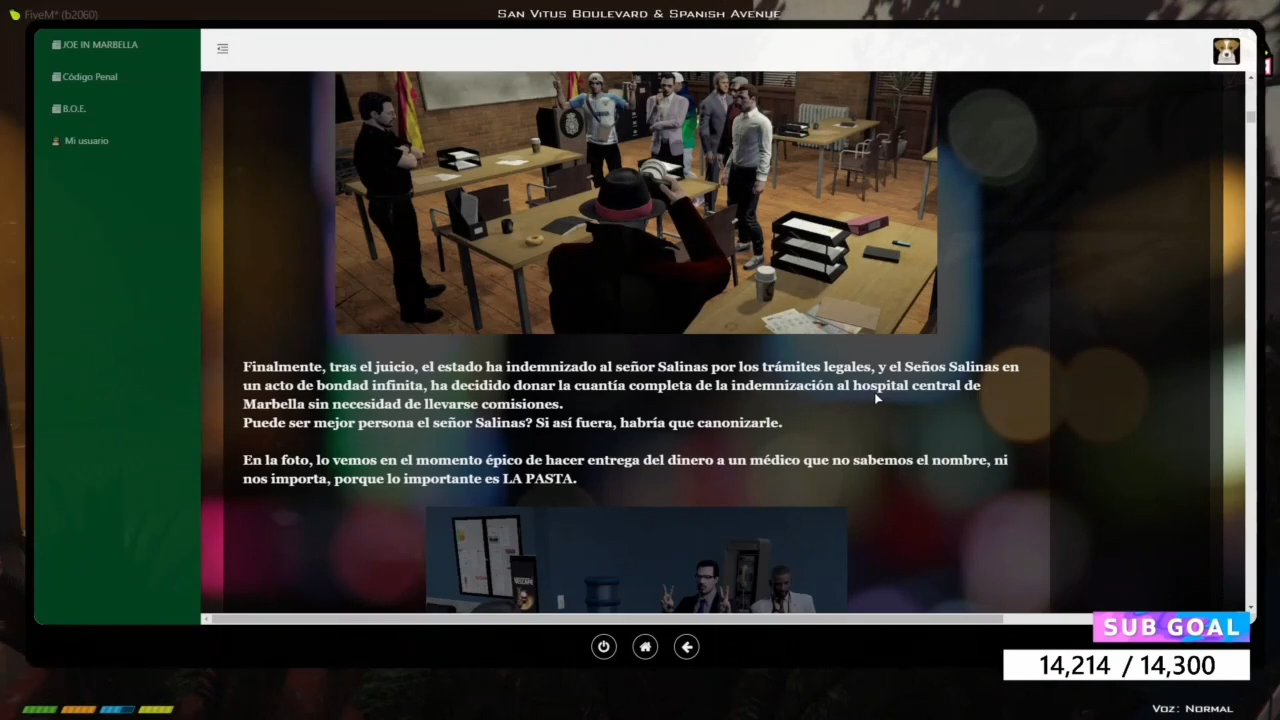 FiveM* (b2060)
San Vitus Boulevard & Spanish Avenue
JOE IN MARBELLA
Código Penal
B.O.E.
Mi usuario
Finalmente, tras el juicio, el estado ha indemnizado al señor Salinas por los trámites legales, y el Seños Salinas en
un acto de bondad infinita, ha decidido donar la cuantía completa de la indemnización al hospital central de
Marbella sin necesidad de llevarse comisiones.
Puede ser mejor persona el señor Salinas? Si así fuera, habría que canonizarle.
En la foto, lo vemos en el momento épico de hacer entrega del dinero a un médico que no sabemos el nombre, ni
nos importa, porque lo importante es LA PASTA.
NESCAFE
SUB GOAL
14,214 / 14,300
Voz: Normal